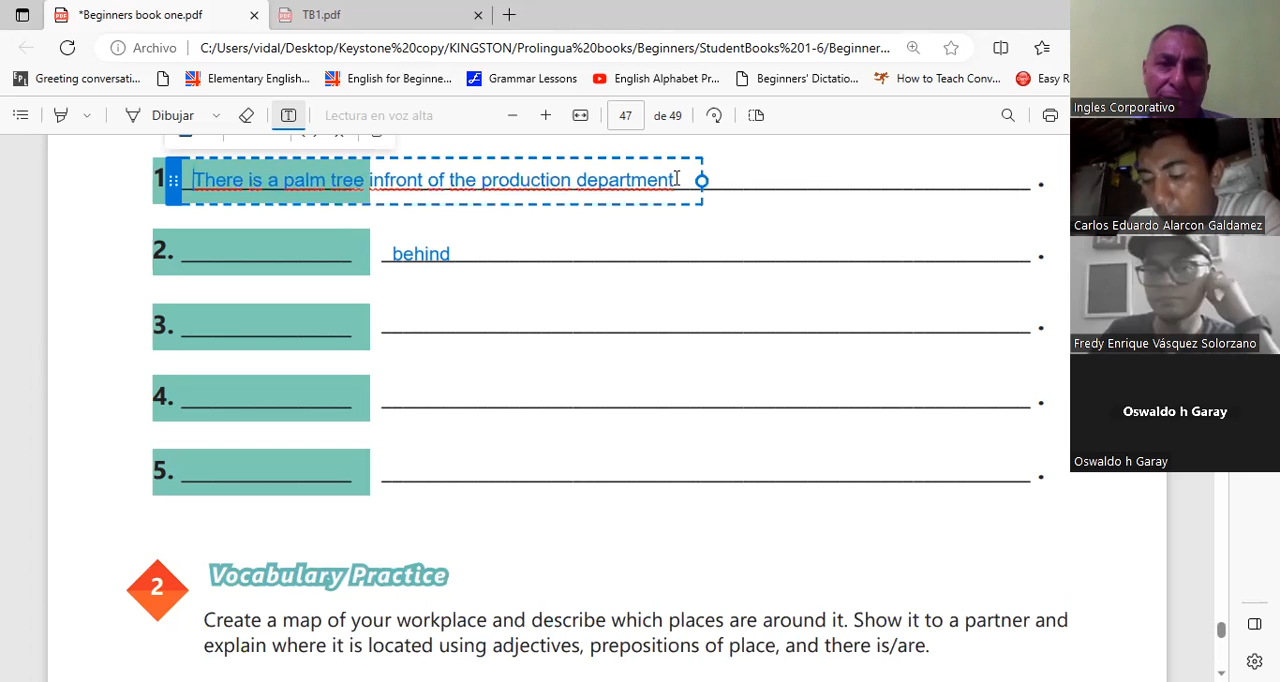 *Beginners book one.pdf
TB1.pdf
Archivo
C:/Users/vidal/Desktop/Keystone%20copy/KINGSTON/Prolingua%20books/Beginners/StudentBooks%201-6/Beginner...
Greeting conversati...
Elementary English...
English for Beginne...
Grammar Lessons
English Alphabet Pr...
Beginners' Dictatio...
How to Teach Conv...
Easy R
Dibujar
Lectura en voz alta
47
de 49
1 There is a palm tree infront of the production department .
2. behind .
3. .
4. .
5. .
2
Vocabulary Practice
Create a map of your workplace and describe which places are around it. Show it to a partner and
explain where it is located using adjectives, prepositions of place, and there is/are.
Ingles Corporativo
Carlos Eduardo Alarcon Galdamez
Fredy Enrique Vásquez Solorzano
Oswaldo h Garay
Oswaldo h Garay